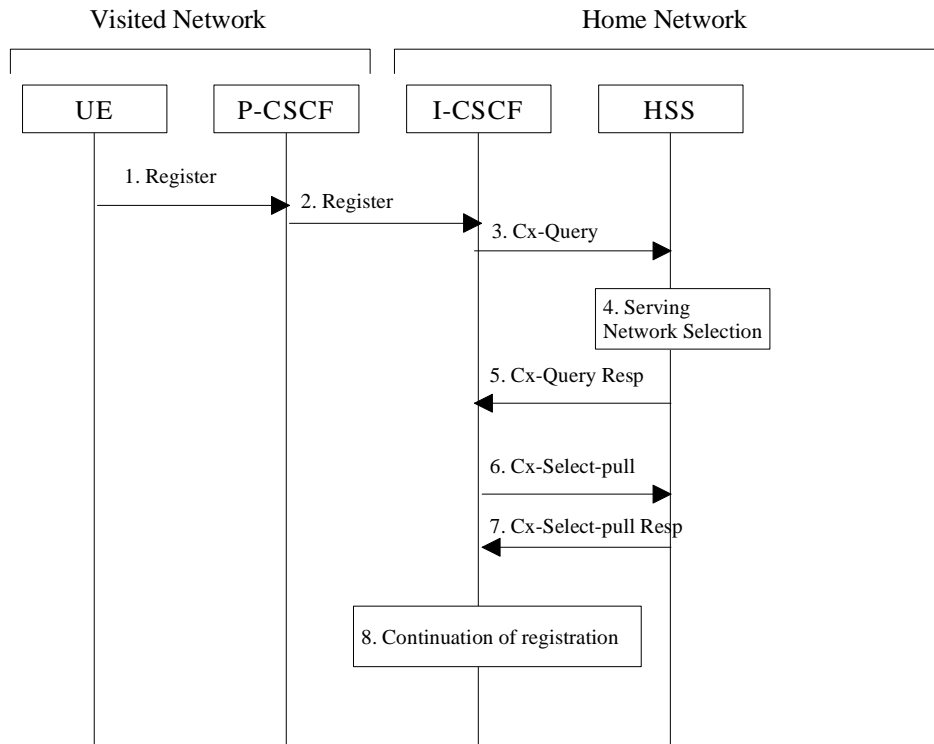 Visited Network
Home Network
UE
P-CSCF
I-CSCF
HSS
1. Register
2. Register
3. Cx-Query
4. Serving
Network Selection
5. Cx-Query Resp
6. Cx-Select-pull
7. Cx-Select-pull Resp
8. Continuation of registration